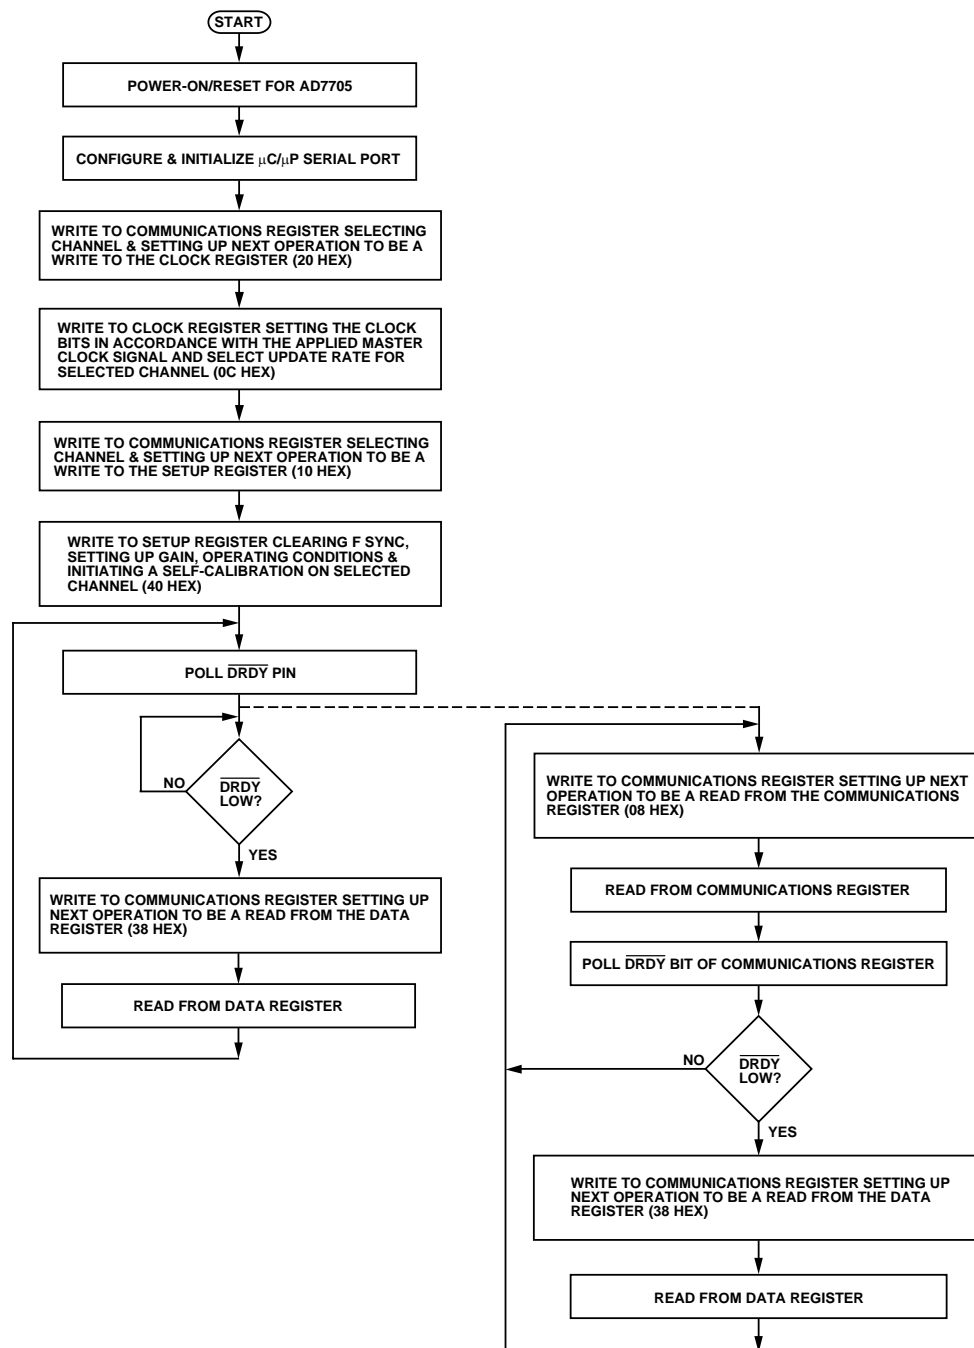 START
POWER-ON/RESET FOR AD7705
CONFIGURE & INITIALIZE μC/μP SERIAL PORT
WRITE TO COMMUNICATIONS REGISTER SELECTING
CHANNEL & SETTING UP NEXT OPERATION TO BE A
WRITE TO THE CLOCK REGISTER (20 HEX)
WRITE TO CLOCK REGISTER SETTING THE CLOCK
BITS IN ACCORDANCE WITH THE APPLIED MASTER
CLOCK SIGNAL AND SELECT UPDATE RATE FOR
SELECTED CHANNEL (0C HEX)
WRITE TO COMMUNICATIONS REGISTER SELECTING
CHANNEL & SETTING UP NEXT OPERATION TO BE A
WRITE TO THE SETUP REGISTER (10 HEX)
WRITE TO SETUP REGISTER CLEARING F SYNC,
SETTING UP GAIN, OPERATING CONDITIONS &
INITIATING A SELF-CALIBRATION ON SELECTED
CHANNEL (40 HEX)
POLL DRDY PIN
NO
DRDY
LOW?
YES
WRITE TO COMMUNICATIONS REGISTER SETTING UP
NEXT OPERATION TO BE A READ FROM THE DATA
REGISTER (38 HEX)
READ FROM DATA REGISTER
WRITE TO COMMUNICATIONS REGISTER SETTING UP NEXT
OPERATION TO BE A READ FROM THE COMMUNICATIONS
REGISTER (08 HEX)
READ FROM COMMUNICATIONS REGISTER
POLL DRDY BIT OF COMMUNICATIONS REGISTER
NO
DRDY
LOW?
YES
WRITE TO COMMUNICATIONS REGISTER SETTING UP
NEXT OPERATION TO BE A READ FROM THE DATA
REGISTER (38 HEX)
READ FROM DATA REGISTER